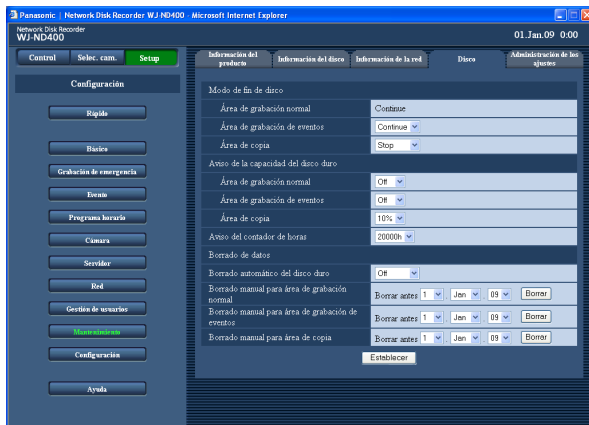 Panasonic | Network Disk Recorder WJ-ND400 - Microsoft Internet Explorer
Network Disk Recorder
WJ-ND400
01.Jan.09 0:00
Control Selec. cam. Setup
Configuración
Rápido
Básico
Grabación de emergencia
Evento
Programa horario
Cámara
Servidor
Red
Gestión de usuarios
Mantenimiento
Configuración
Ayuda
Información del producto
Información del disco
Información de la red
Disco
Administración de los ajustes
Modo de fin de disco
Área de grabación normal Continue
Área de grabación de eventos Continue
Área de copia Stop
Aviso de la capacidad del disco duro
Área de grabación normal Off
Área de grabación de eventos Off
Área de copia 10%
Aviso del contador de horas 20000h
Borrado de datos
Borrado automático del disco duro Off
Borrado manual para área de grabación normal Borrar antes 1 . Jan . 09 Borrar
Borrado manual para área de grabación de eventos Borrar antes 1 . Jan . 09 Borrar
Borrado manual para área de copia Borrar antes 1 . Jan . 09 Borrar
Establecer